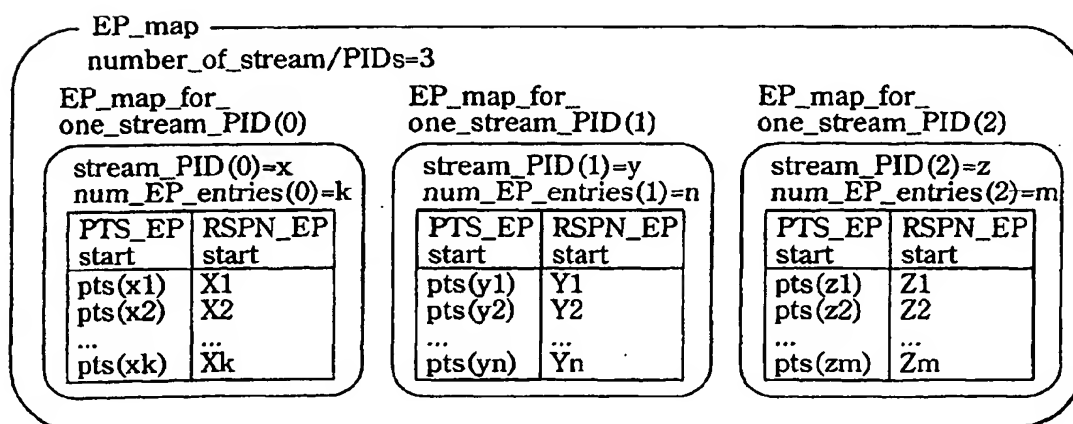 EP_map
number_of_stream/PIDs=3
EP_map_for_
one_stream_PID(0)
stream_PID(0)=x
num_EP_entries(0)=k
PTS_EP RSPN_EP
start start
pts(x1) X1
pts(x2) X2
... ...
pts(xk) Xk
EP_map_for_
one_stream_PID(1)
stream_PID(1)=y
num_EP_entries(1)=n
PTS_EP RSPN_EP
start start
pts(y1) Y1
pts(y2) Y2
... ...
pts(yn) Yn
EP_map_for_
one_stream_PID(2)
stream_PID(2)=z
num_EP_entries(2)=m
PTS_EP RSPN_EP
start start
pts(z1) Z1
pts(z2) Z2
... ...
pts(zm) Zm